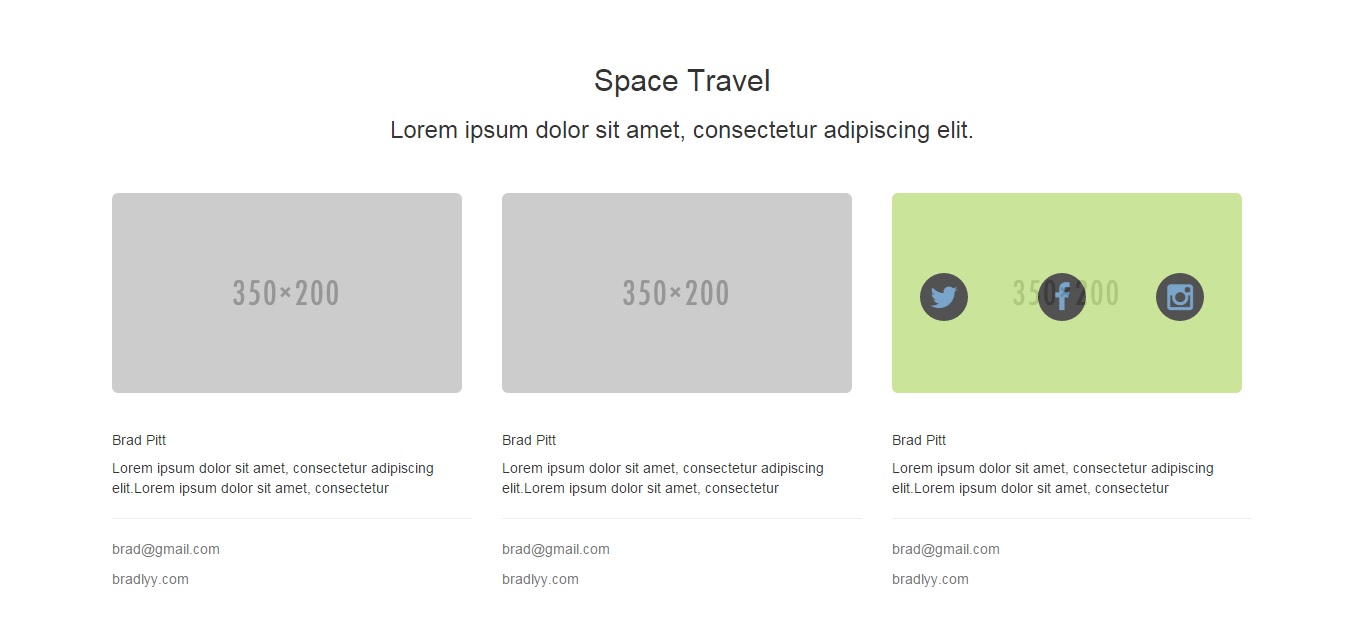 Space Travel
Lorem ipsum dolor sit amet, consectetur adipiscing elit.
350×200
350×200
350×200
Brad Pitt
Lorem ipsum dolor sit amet, consectetur adipiscing
elit.Lorem ipsum dolor sit amet, consectetur
brad@gmail.com
bradlyy.com
Brad Pitt
Lorem ipsum dolor sit amet, consectetur adipiscing
elit.Lorem ipsum dolor sit amet, consectetur
brad@gmail.com
bradlyy.com
Brad Pitt
Lorem ipsum dolor sit amet, consectetur adipiscing
elit.Lorem ipsum dolor sit amet, consectetur
brad@gmail.com
bradlyy.com